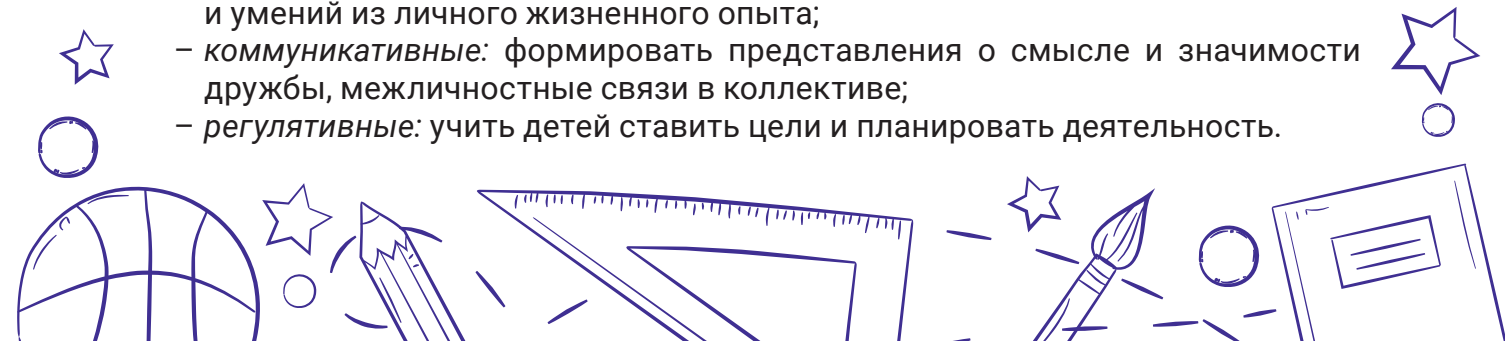 и умений из личного жизненного опыта;
– коммуникативные: формировать представления о смысле и значимости
дружбы, межличностные связи в коллективе;
– регулятивные: учить детей ставить цели и планировать деятельность.